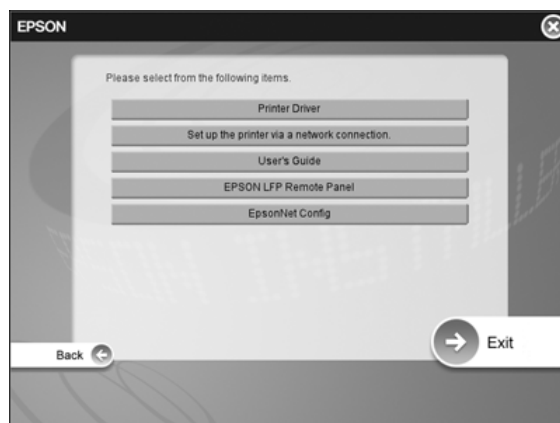 EPSON
Please select from the following items.
Printer Driver
Set up the printer via a network connection.
User's Guide
EPSON LFP Remote Panel
EpsonNet Config
Back
Exit